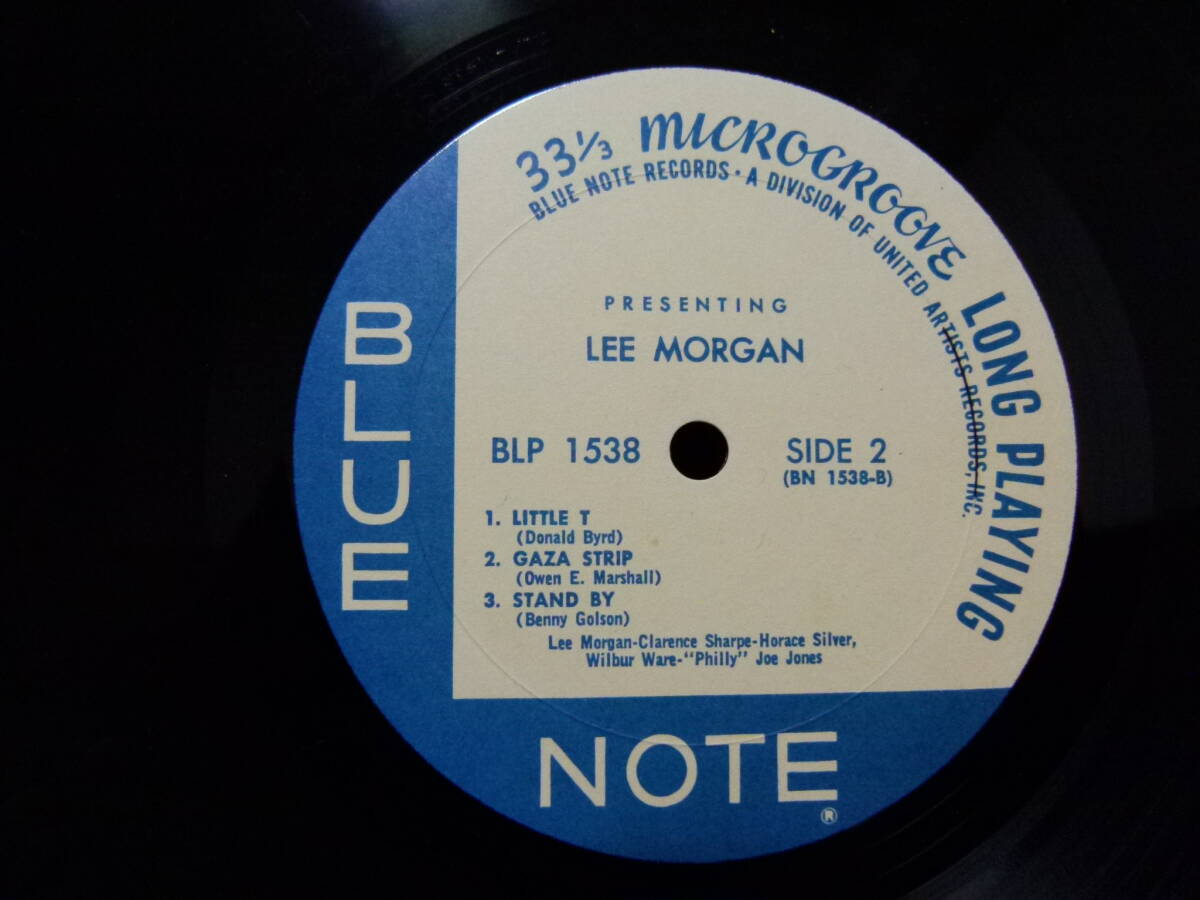 33⅓ MICROGROOVE LONG PLAYING
BLUE NOTE RECORDS • A DIVISION OF UNITED ARTISTS RECORDS, INC.
PRESENTING
LEE MORGAN
BLP 1538
SIDE 2
(BN 1538-B)
1. LITTLE T
(Donald Byrd)
2. GAZA STRIP
(Owen E. Marshall)
3. STAND BY
(Benny Golson)
Lee Morgan-Clarence Sharpe-Horace Silver,
Wilbur Ware-"Philly" Joe Jones
BLUE
NOTE
®